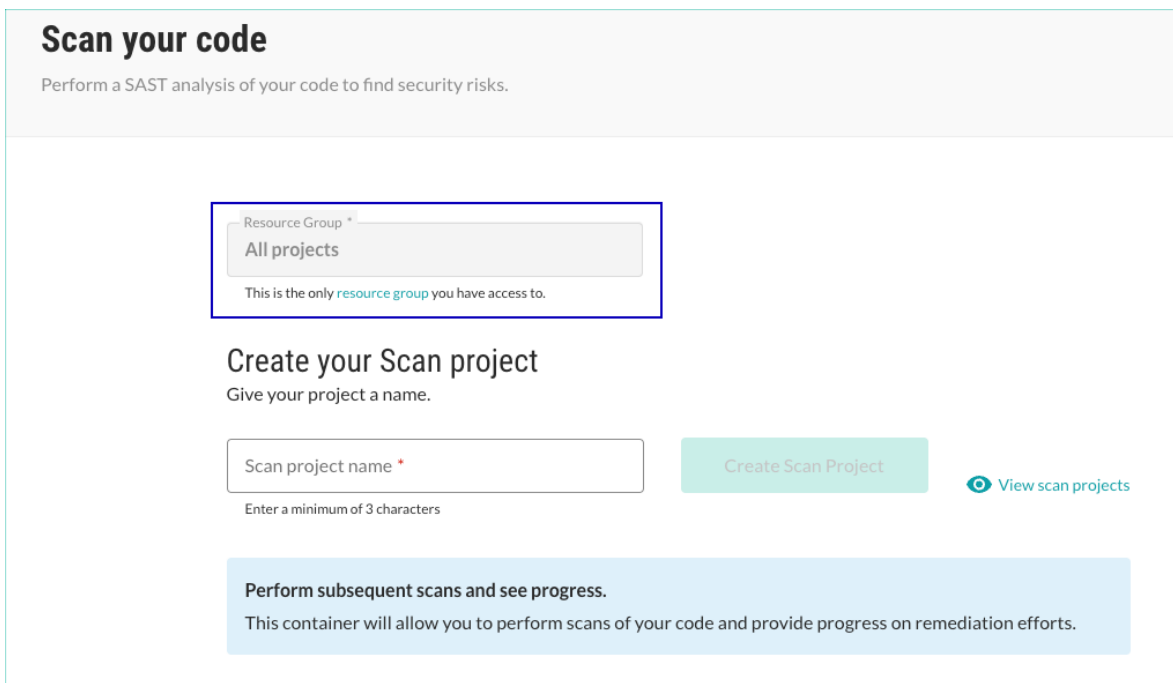 Scan your code
Perform a SAST analysis of your code to find security risks.
Resource Group *
All projects
This is the only resource group you have access to.
Create your Scan project
Give your project a name.
Scan project name *
Create Scan Project
View scan projects
Enter a minimum of 3 characters
Perform subsequent scans and see progress.
This container will allow you to perform scans of your code and provide progress on remediation efforts.